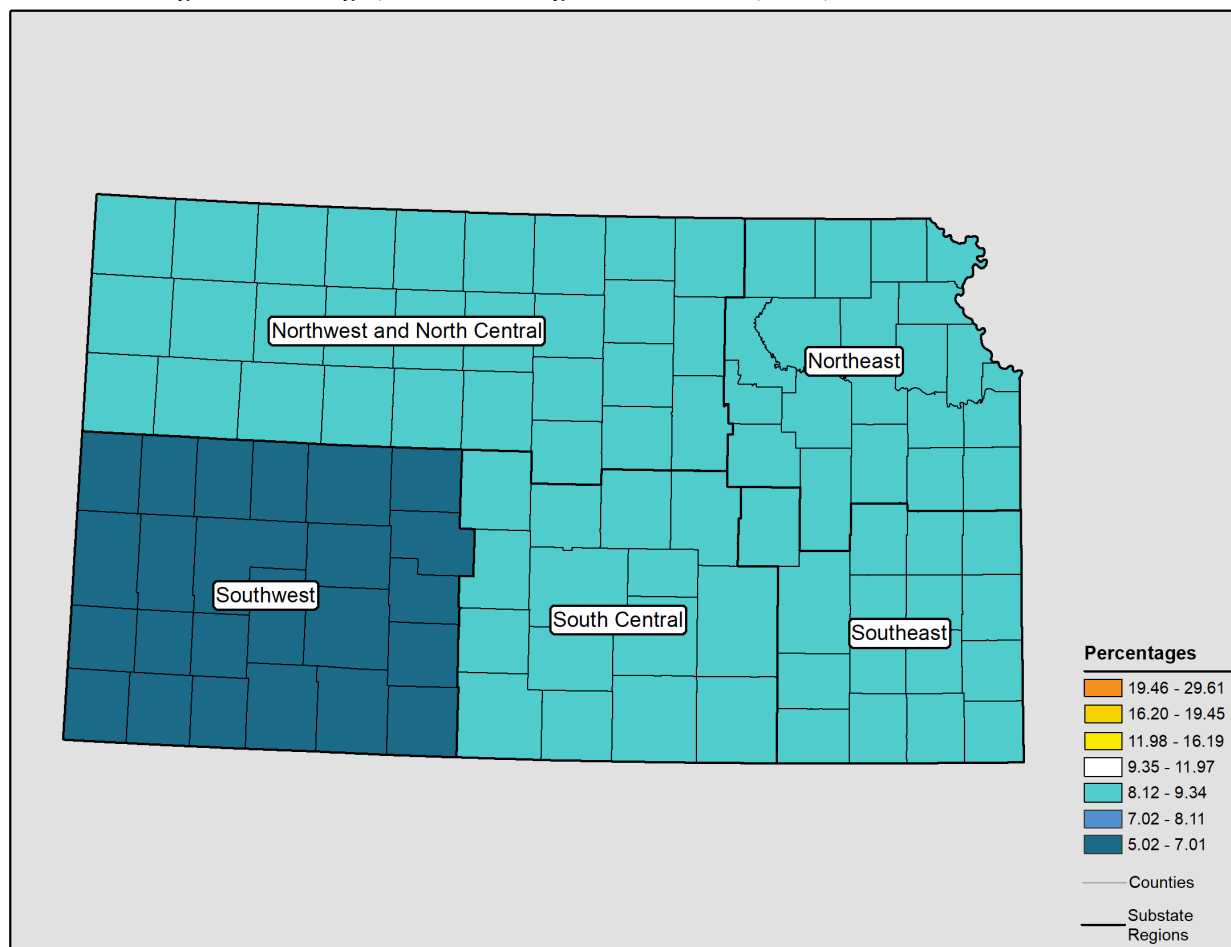 Northwest and North Central
Northeast
Southwest
South Central
Southeast
Percentages
19.46 - 29.61
16.20 - 19.45
11.98 - 16.19
9.35 - 11.97
8.12 - 9.34
7.02 - 8.11
5.02 - 7.01
Counties
Substate
Regions